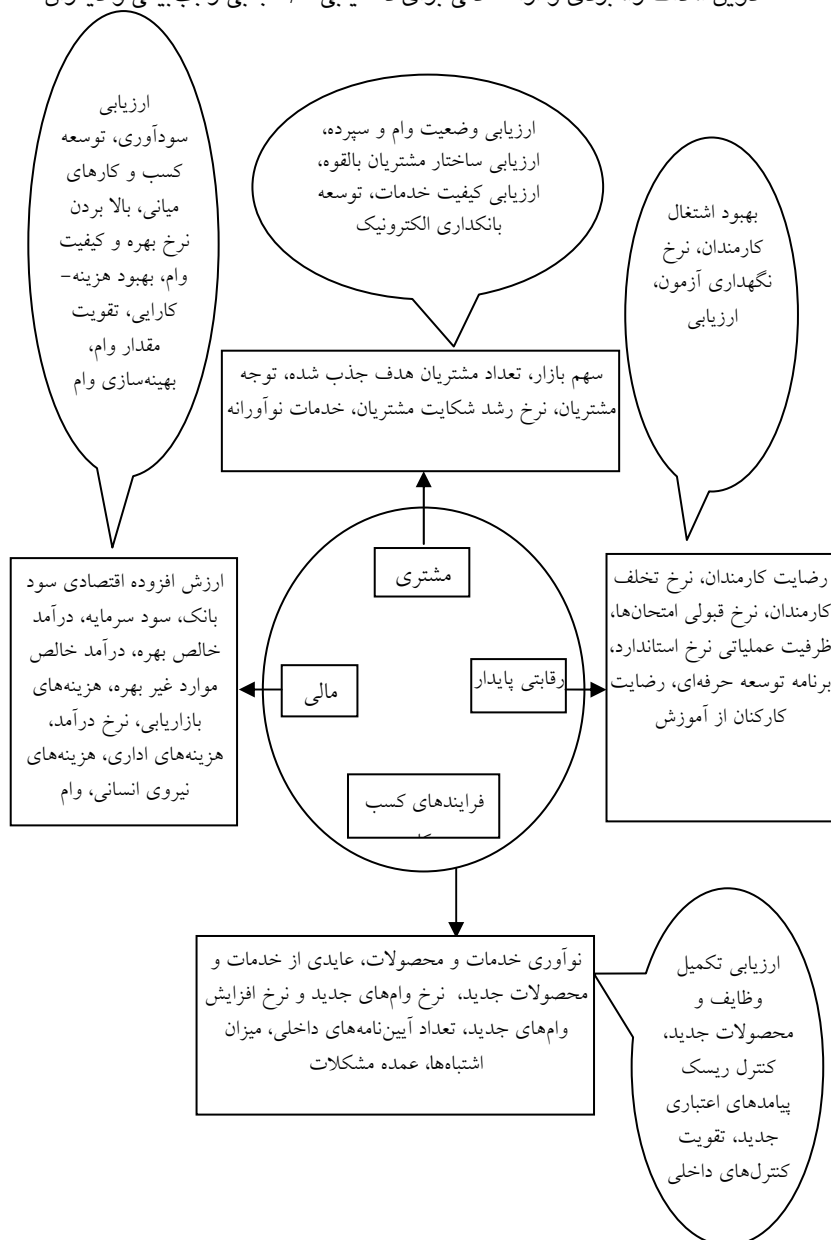 ارزیابی
سودآوری، توسعه
کسب و کارهای
میانی، بالا بردن
نرخ بهره و کیفیت
وام، بهبود هزینه–
کارایی، تقویت
مقدار وام،
بهینه‌سازی وام
ارزیابی وضعیت وام و سپرده،
ارزیابی ساختار مشتریان بالقوه،
ارزیابی کیفیت خدمات، توسعه
بانکداری الکترونیک
بهبود اشتغال
کارمندان، نرخ
نگهداری آزمون،
ارزیابی
سهم بازار، تعداد مشتریان هدف جذب شده، توجه
مشتریان، نرخ رشد شکایت مشتریان، خدمات نوآورانه
مشتری
مالی
رقابتی پایدار
فرایندهای کسب
ارزش افزوده اقتصادی سود
بانک، سود سرمایه، درآمد
خالص بهره، درآمد خالص
موارد غیر بهره، هزینه‌های
بازاریابی، نرخ درآمد،
هزینه‌های اداری، هزینه‌های
نیروی انسانی، وام
رضایت کارمندان، نرخ تخلف
کارمندان، نرخ قبولی امتحان‌ها،
ظرفیت عملیاتی نرخ استاندارد،
برنامه توسعه حرفه‌ای، رضایت
کارکنان از آموزش
نوآوری خدمات و محصولات، عایدی از خدمات و
محصولات جدید، نرخ وام‌های جدید و نرخ افزایش
وام‌های جدید، تعداد آیین‌نامه‌های داخلی، میزان
اشتباه‌ها، عمده مشکلات
ارزیابی تکمیل
وظایف و
محصولات جدید،
کنترل ریسک
پیامدهای اعتباری
جدید، تقویت
کنترل‌های داخلی